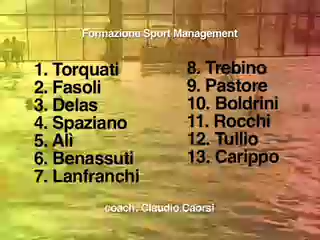 Formazione Sport Management
1. Torquati
2. Fasoli
3. Delas
4. Spaziano
5. Alì
6. Benassuti
7. Lanfranchi
8. Trebino
9. Pastore
10. Boldrini
11. Rocchi
12. Tullio
13. Carippo
coach. Claudio Caorsi